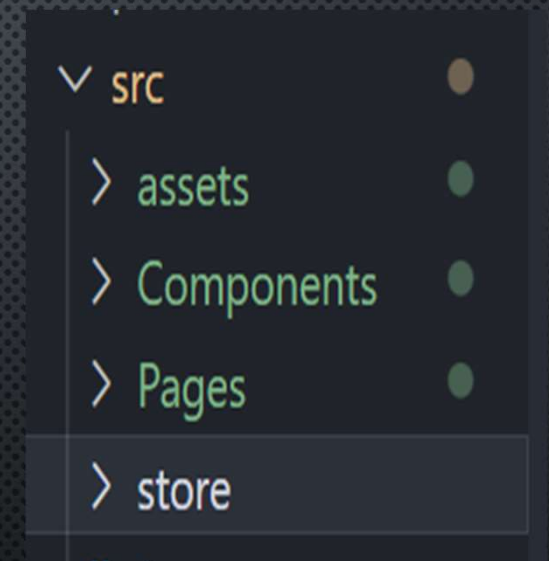 src
assets
Components
Pages
store